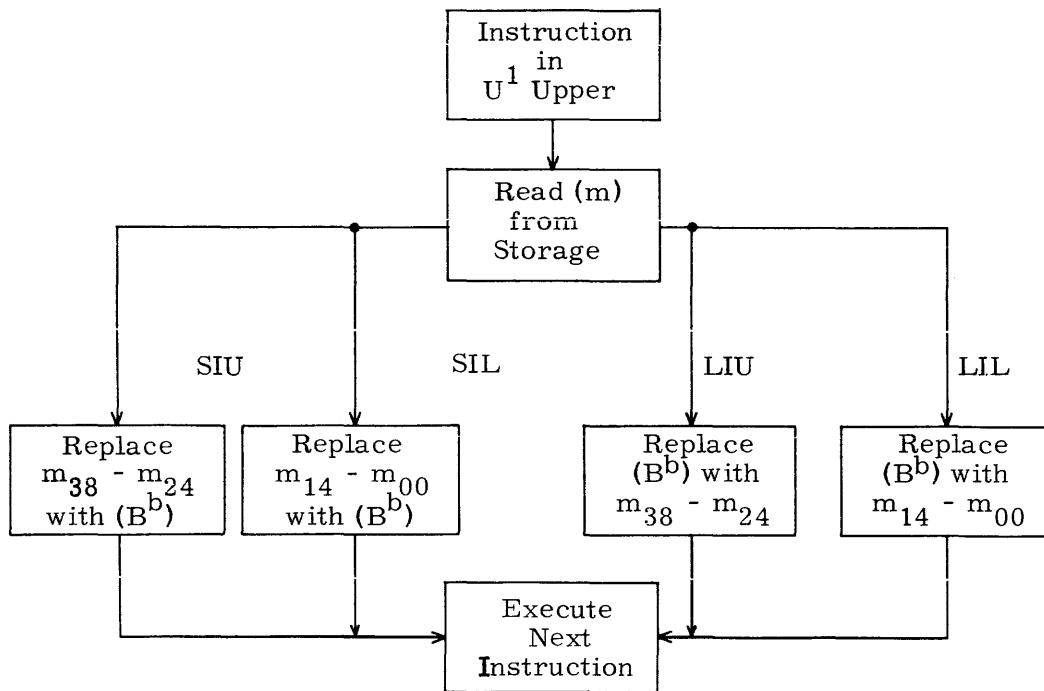 Instruction
in
U¹ Upper
Read (m)
from
Storage
SIU
SIL
LIU
LIL
Replace
m₃₈ - m₂₄
with (Bᵇ)
Replace
m₁₄ - m₀₀
with (Bᵇ)
Replace
(Bᵇ) with
m₃₈ - m₂₄
Replace
(Bᵇ) with
m₁₄ - m₀₀
Execute
Next
Instruction